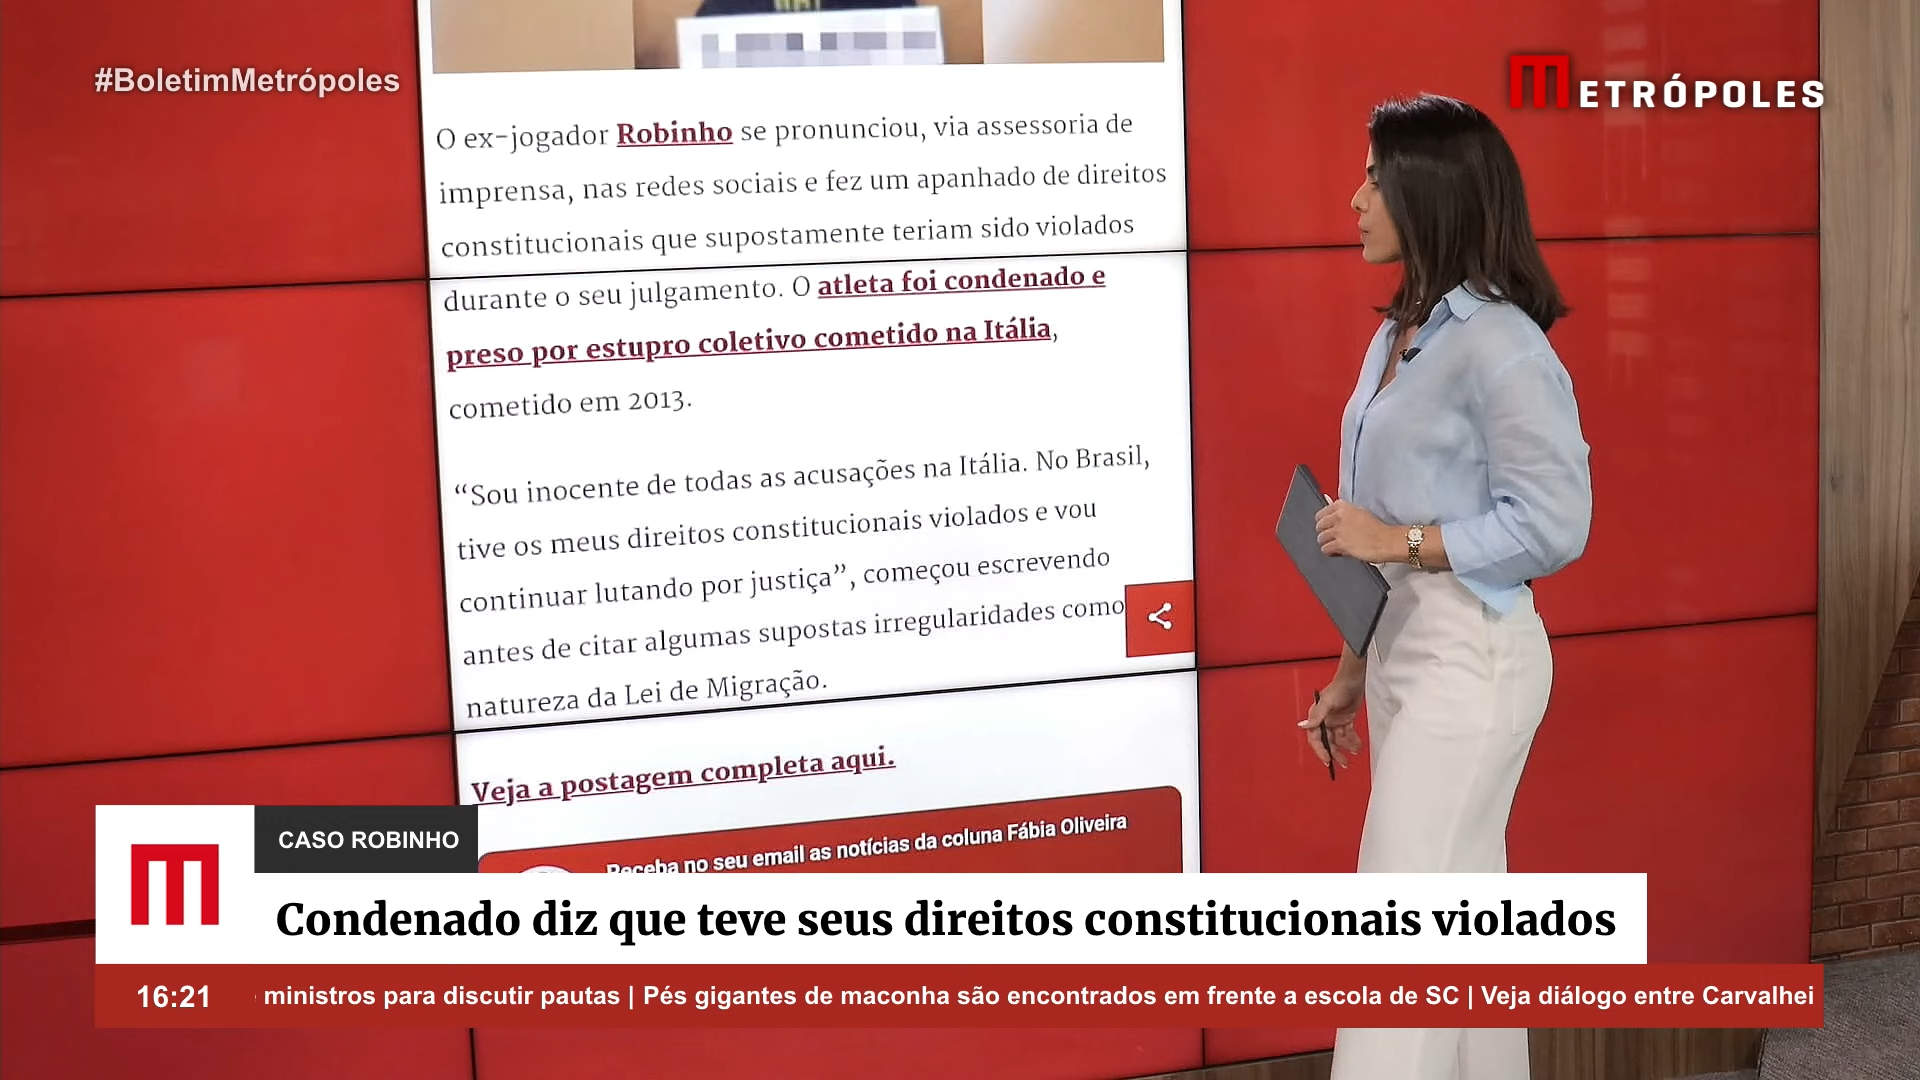 #BoletimMetrópoles
METRÓPOLES
O ex-jogador Robinho se pronunciou, via assessoria de
imprensa, nas redes sociais e fez um apanhado de direitos
constitucionais que supostamente teriam sido violados
durante o seu julgamento. O atleta foi condenado e
preso por estupro coletivo cometido na Itália,
cometido em 2013.
“Sou inocente de todas as acusações na Itália. No Brasil,
tive os meus direitos constitucionais violados e vou
continuar lutando por justiça”, começou escrevendo
antes de citar algumas supostas irregularidades como
natureza da Lei de Migração.
Veja a postagem completa aqui.
Receba no seu email as notícias da coluna Fábia Oliveira
CASO ROBINHO
Condenado diz que teve seus direitos constitucionais violados
16:21 ministros para discutir pautas | Pés gigantes de maconha são encontrados em frente a escola de SC | Veja diálogo entre Carvalhei